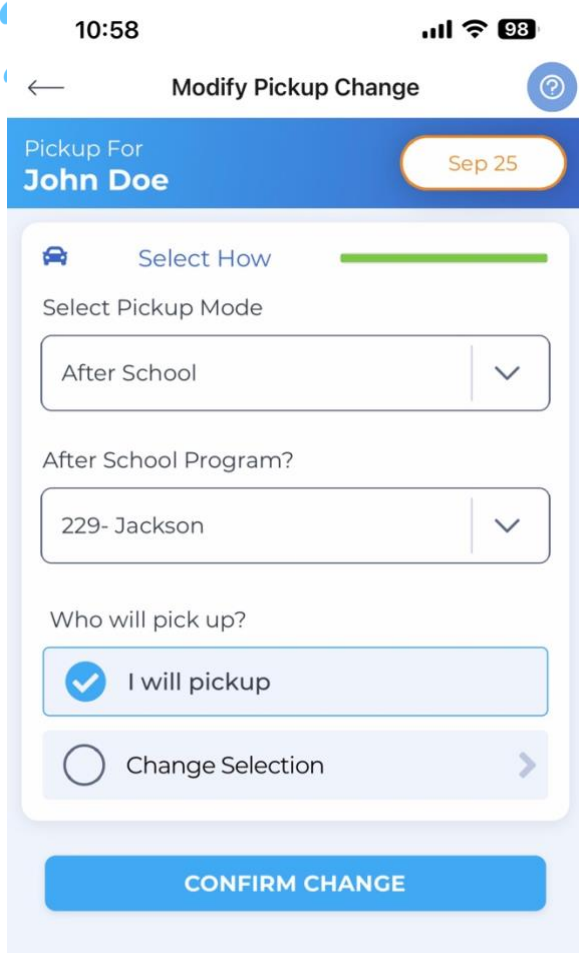 10:58
98
Modify Pickup Change
?
Pickup For
John Doe
Sep 25
Select How
Select Pickup Mode
After School
After School Program?
229- Jackson
Who will pick up?
I will pickup
Change Selection
CONFIRM CHANGE